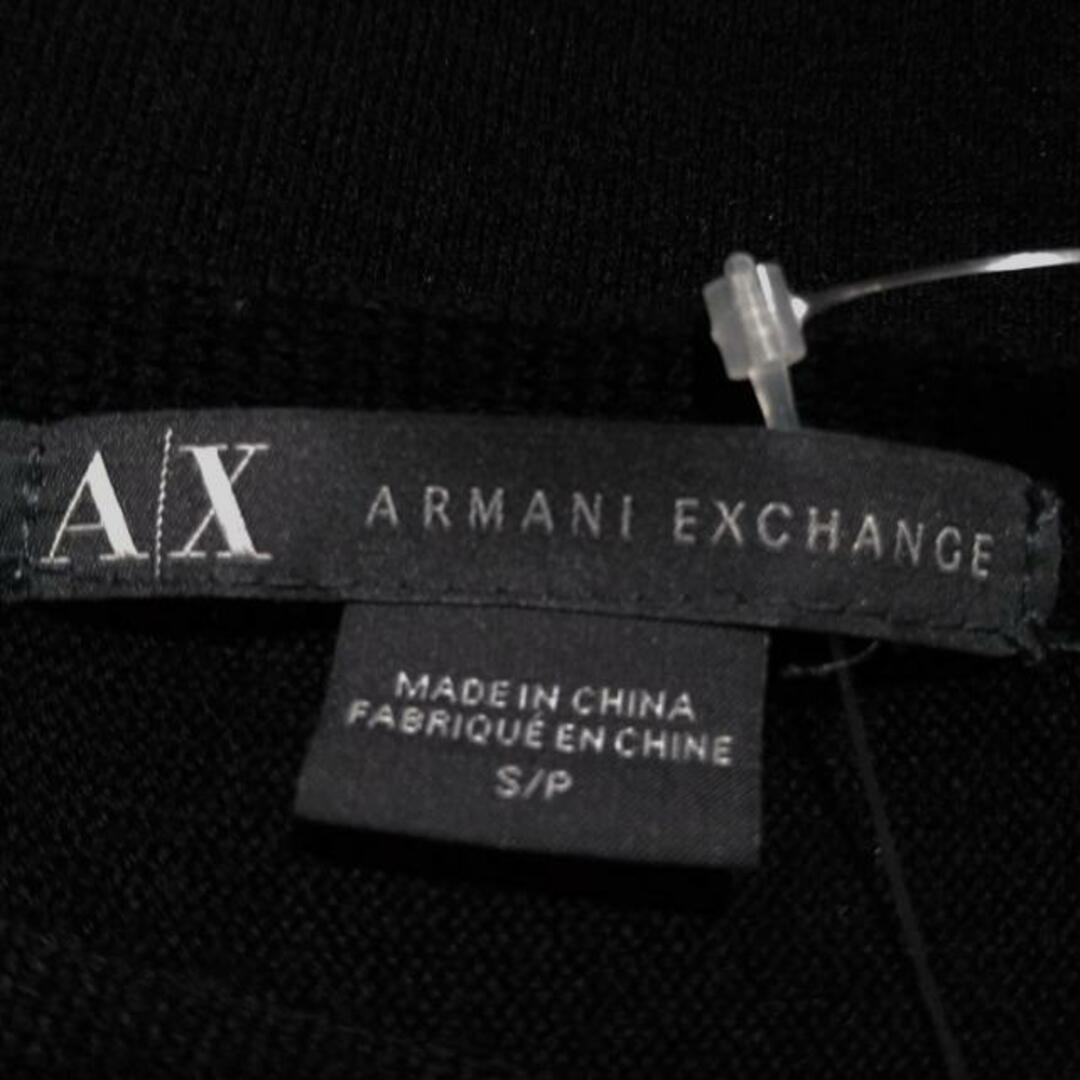 A|X ARMANI EXCHANGE
MADE IN CHINA
FABRIQUÉ EN CHINE
S/P